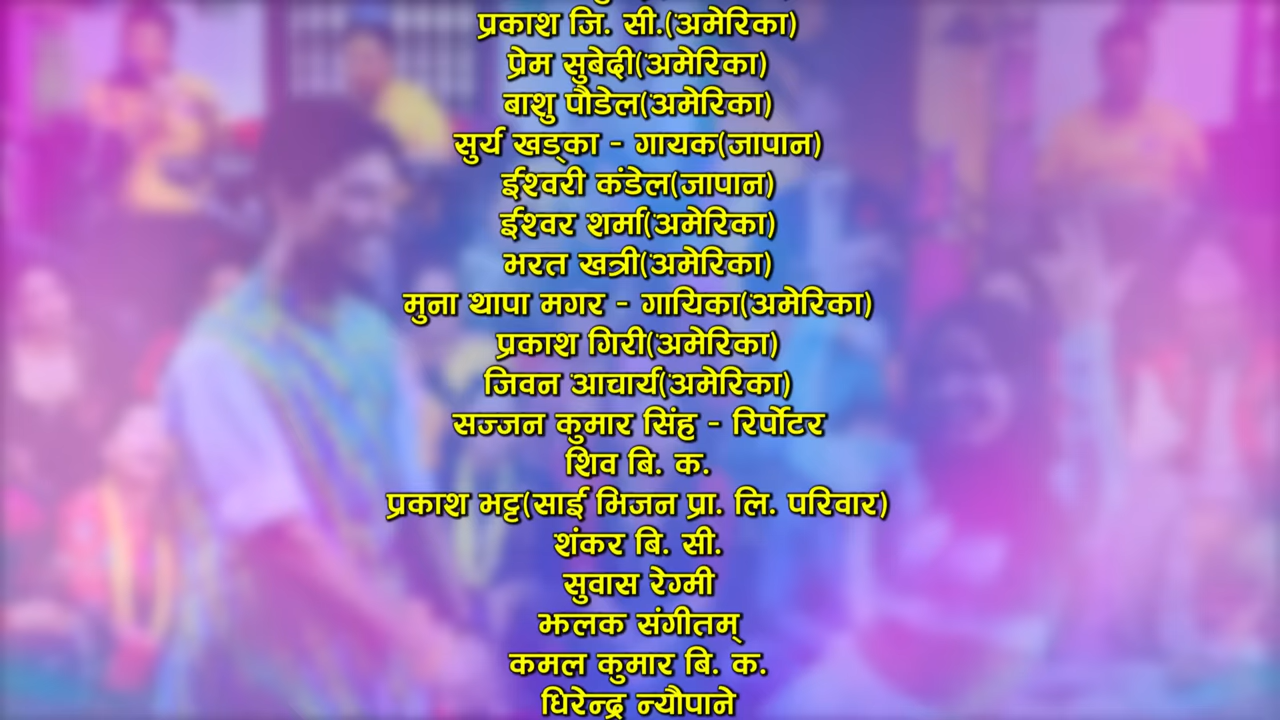 प्रकाश जि. सी.(अमेरिका)
प्रेम सुबेदी(अमेरिका)
बाशु पौडेल(अमेरिका)
सुर्य खड्का - गायक(जापान)
ईश्वरी कंडेल(जापान)
ईश्वर शर्मा(अमेरिका)
भरत खत्री(अमेरिका)
मुना थापा मगर - गायिका(अमेरिका)
प्रकाश गिरी(अमेरिका)
जिवन आचार्य(अमेरिका)
सज्जन कुमार सिंह - रिर्पोटर
शिव बि. क.
प्रकाश भट्ट(साई भिजन प्रा. लि. परिवार)
शंकर बि. सी.
सुवास रेग्मी
झलक संगीतम्
कमल कुमार बि. क.
धिरेन्द्र न्यौपाने